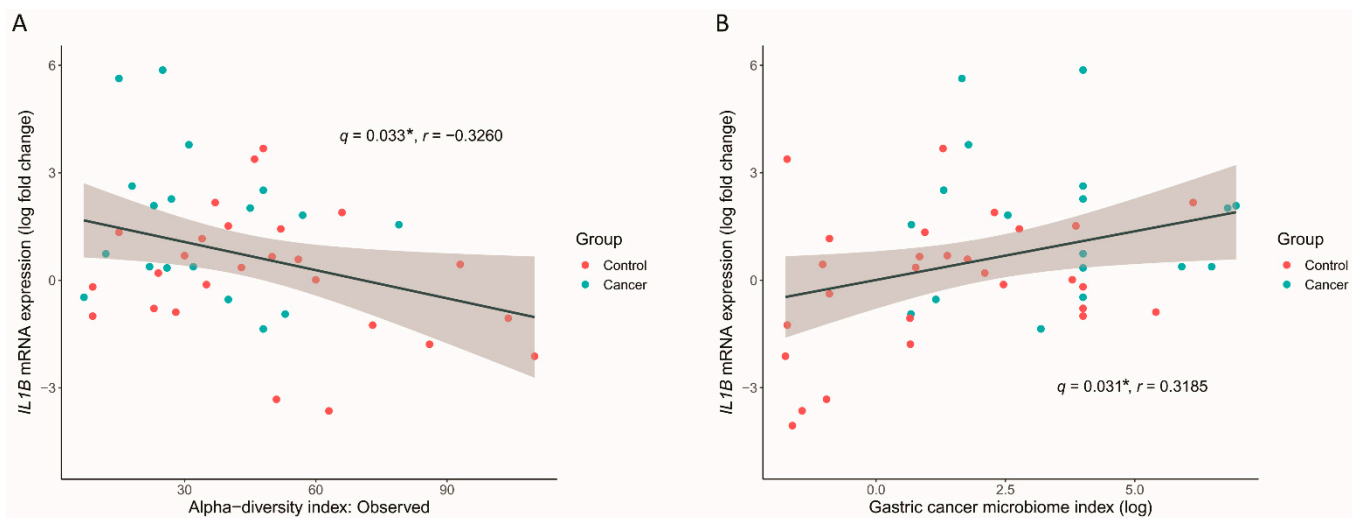 A
IL1B mRNA expression (log fold change)
6
3
0
−3
q = 0.033*, r = −0.3260
30
60
90
Alpha−diversity index: Observed
Group
Control
Cancer
B
IL1B mRNA expression (log fold change)
6
3
0
−3
q = 0.031*, r = 0.3185
0.0
2.5
5.0
Gastric cancer microbiome index (log)
Group
Control
Cancer